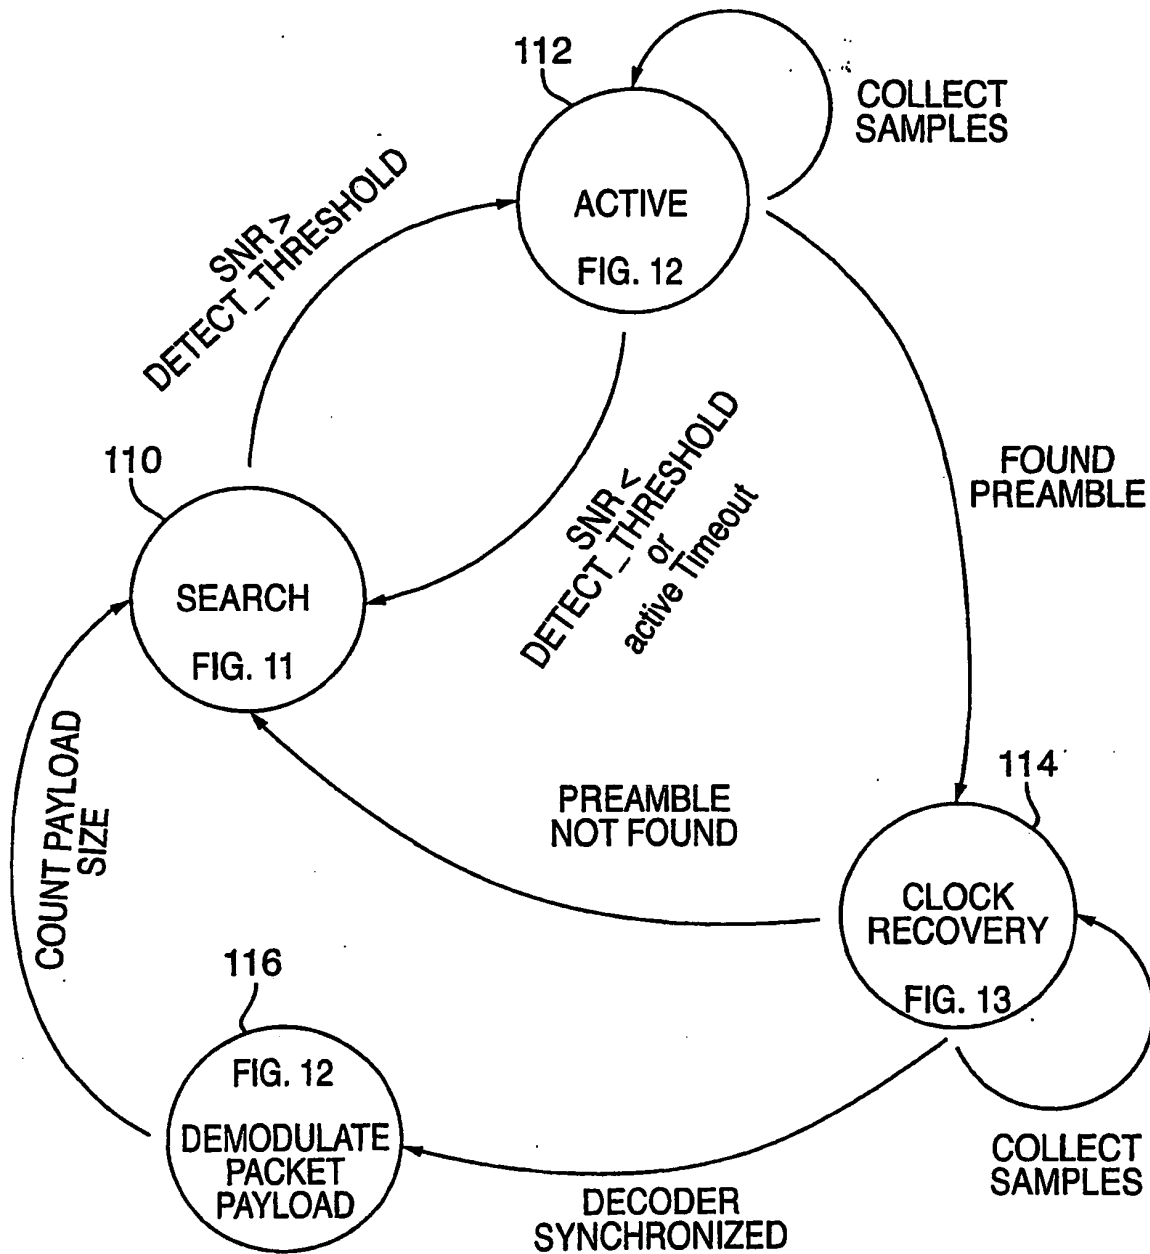 112
COLLECT
SAMPLES
ACTIVE
FIG. 12
SNR >
DETECT_THRESHOLD
SNR <
DETECT_THRESHOLD
or
active Timeout
FOUND
PREAMBLE
110
SEARCH
FIG. 11
PREAMBLE
NOT FOUND
114
CLOCK
RECOVERY
FIG. 13
COUNT PAYLOAD
SIZE
116
FIG. 12
DEMODULATE
PACKET
PAYLOAD
DECODER
SYNCHRONIZED
COLLECT
SAMPLES